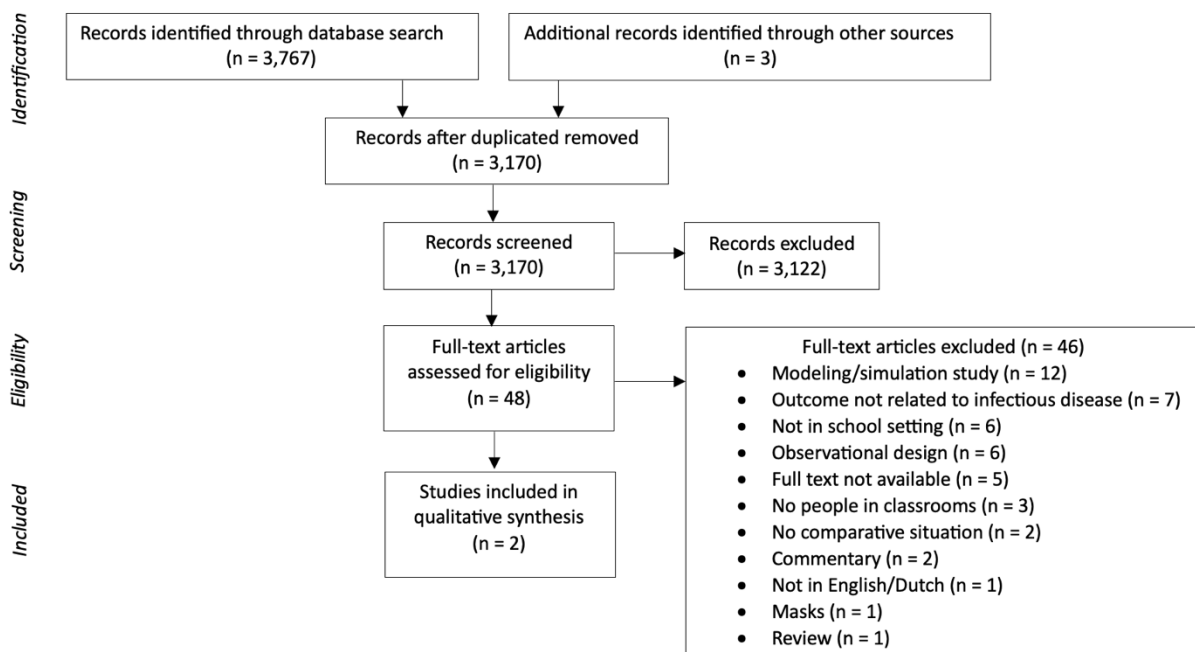 Identification
Records identified through database search
(n = 3,767)
Additional records identified through other sources
(n = 3)
Records after duplicated removed
(n = 3,170)
Screening
Records screened
(n = 3,170)
Records excluded
(n = 3,122)
Eligibility
Full-text articles
assessed for eligibility
(n = 48)
Full-text articles excluded (n = 46)
• Modeling/simulation study (n = 12)
• Outcome not related to infectious disease (n = 7)
• Not in school setting (n = 6)
• Observational design (n = 6)
• Full text not available (n = 5)
• No people in classrooms (n = 3)
• No comparative situation (n = 2)
• Commentary (n = 2)
• Not in English/Dutch (n = 1)
• Masks (n = 1)
• Review (n = 1)
Included
Studies included in
qualitative synthesis
(n = 2)